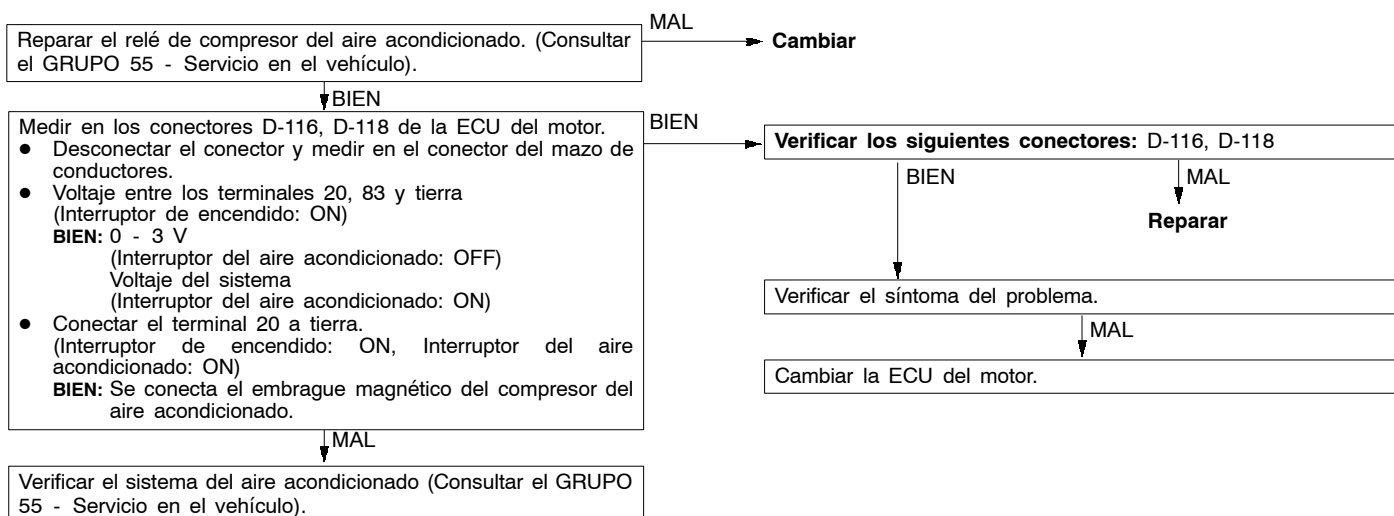 Reparar el relé de compresor del aire acondicionado. (Consultar
el GRUPO 55 - Servicio en el vehículo).
MAL
Cambiar
BIEN
Medir en los conectores D-116, D-118 de la ECU del motor.
● Desconectar el conector y medir en el conector del mazo de
conductores.
● Voltaje entre los terminales 20, 83 y tierra
(Interruptor de encendido: ON)
BIEN: 0 - 3 V
(Interruptor del aire acondicionado: OFF)
Voltaje del sistema
(Interruptor del aire acondicionado: ON)
● Conectar el terminal 20 a tierra.
(Interruptor de encendido: ON, Interruptor del aire
acondicionado: ON)
BIEN: Se conecta el embrague magnético del compresor del
aire acondicionado.
BIEN
Verificar los siguientes conectores: D-116, D-118
BIEN
MAL
Reparar
Verificar el síntoma del problema.
MAL
Cambiar la ECU del motor.
MAL
Verificar el sistema del aire acondicionado (Consultar el GRUPO
55 - Servicio en el vehículo).